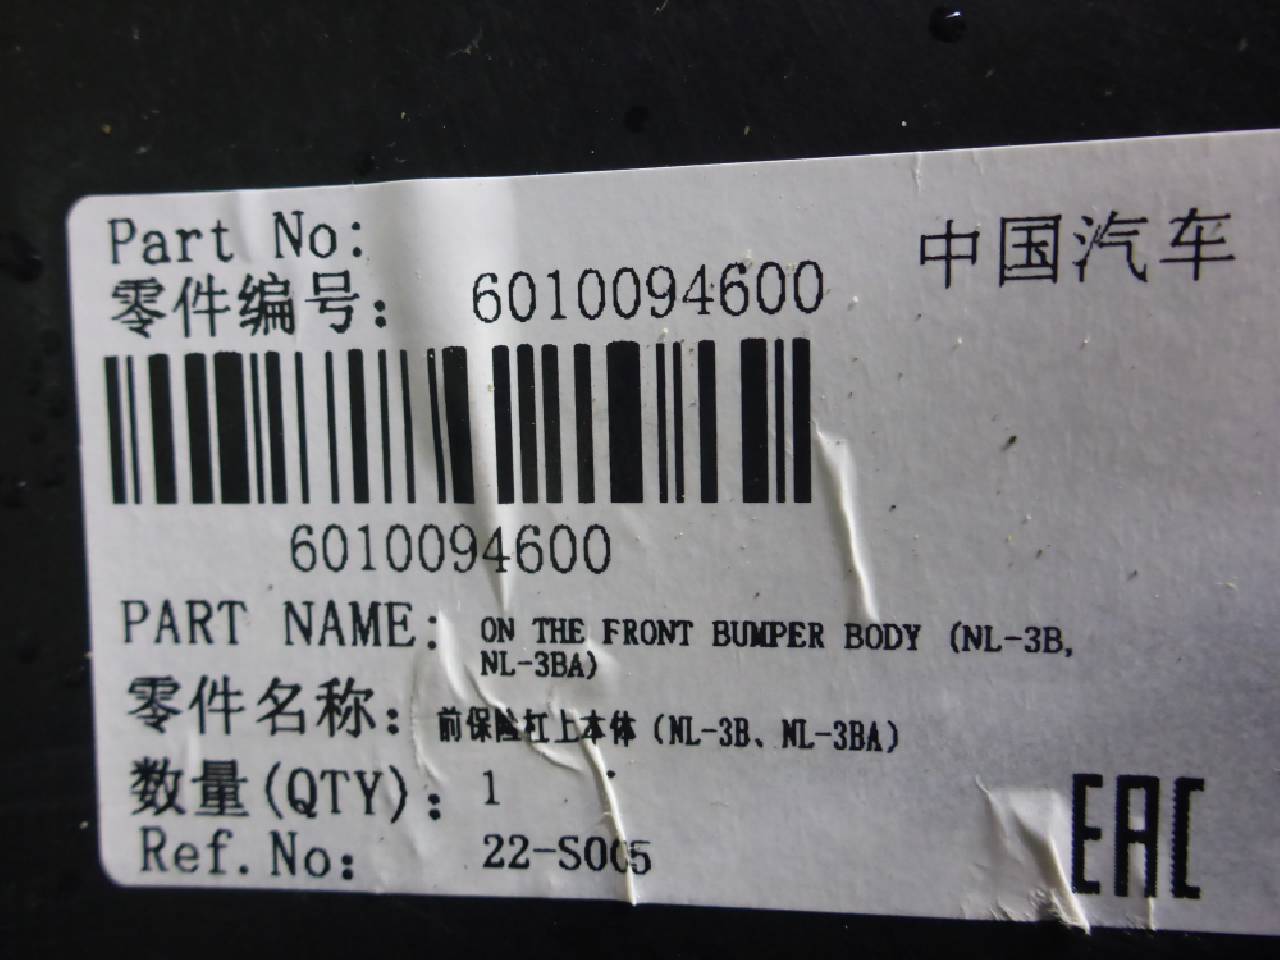 Part No:
中国汽车
零件编号: 6010094600
6010094600
PART NAME: ON THE FRONT BUMPER BODY (NL-3B,
NL-3BA)
零件名称: 前保险杠上本体 (NL-3B、NL-3BA)
数量(QTY): 1
Ref.No: 22-S005
EAC